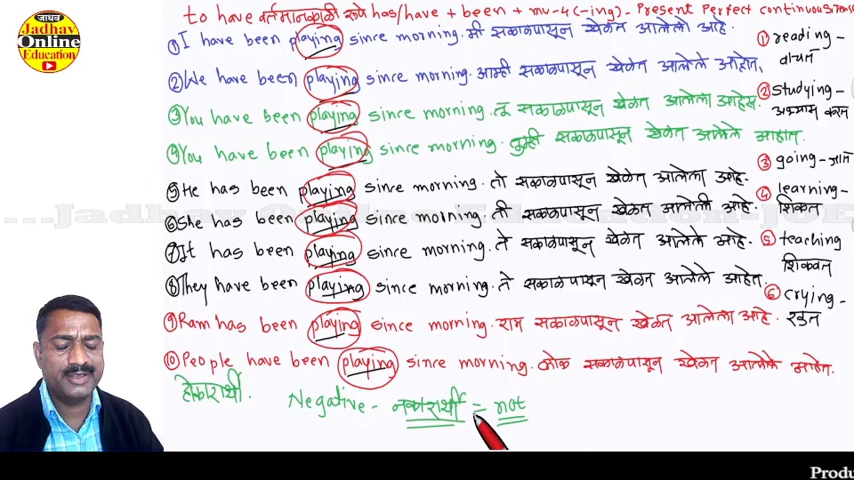 जाधव
Jadhav
Online
Education
to have वर्तमानकाळी रूपे has/have + been + mv-4 (-ing) - Present Perfect continuous tense
① I have been playing since morning. मी सकाळपासून खेळत आलेलो आहे.
② We have been playing since morning. आम्ही सकाळपासून खेळत आलेलो आहोत.
③ You have been playing since morning. तू सकाळपासून खेळत आलेला आहेस.
④ You have been playing since morning. तुम्ही सकाळपासून खेळत आलेले आहात.
⑤ He has been playing since morning. तो सकाळपासून खेळत आलेला आहे.
⑥ She has been playing since morning. ती सकाळपासून खेळत आलेली आहे.
⑦ It has been playing since morning. ते सकाळपासून खेळत आलेले आहे.
⑧ They have been playing since morning. ते सकाळपासून खेळत आलेले आहेत.
⑨ Ram has been playing since morning. राम सकाळपासून खेळत आलेला आहे.
⑩ People have been playing since morning. लोक सकाळपासून खेळत आलेले आहेत.
① reading -
वाचत
② studying -
अभ्यास करत
③ going - जात
④ learning -
शिकत
⑤ teaching
शिकवत
⑥ crying -
रडत
होकारार्थी.
Negative - नकारार्थी = not
...Jadhav Online Education-JOE
Produ